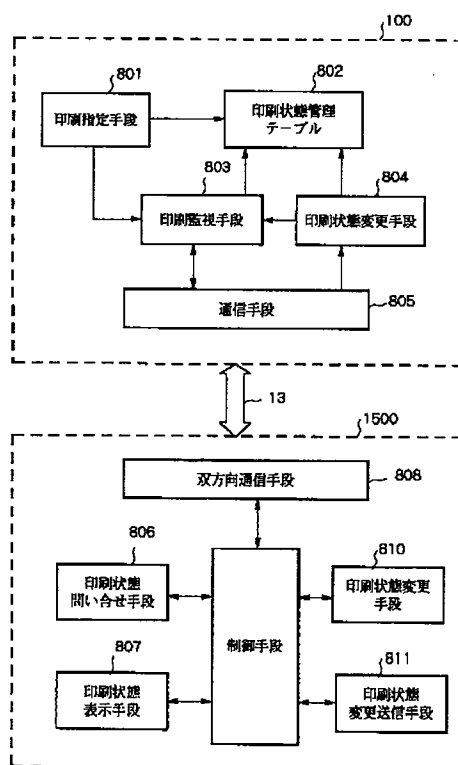 100
801
印刷指定手段
802
印刷状態管理
テーブル
803
印刷監視手段
804
印刷状態変更手段
通信手段
805
13
1500
双方向通信手段
808
806
印刷状態
問い合せ手段
807
印刷状態
表示手段
制御手段
810
印刷状態変更
手段
811
印刷状態
変更送信手段